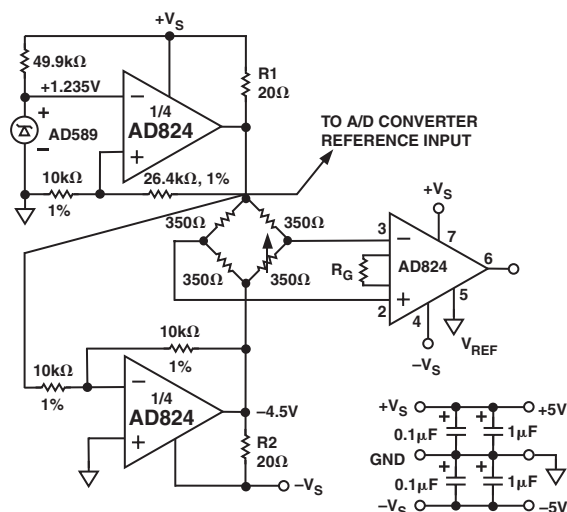 +VS
49.9kΩ
R1
20Ω
+1.235V
–
1/4
AD824
+
–
AD589
+
TO A/D CONVERTER
REFERENCE INPUT
10kΩ
1%
26.4kΩ, 1%
350Ω
350Ω
350Ω
350Ω
+VS
3
–
7
RG
AD824
6
+
2
4
5
–VS
VREF
10kΩ
1%
10kΩ
1%
–
1/4
AD824
+
–4.5V
R2
20Ω
–VS
+VS
+
+
+5V
0.1µF
1µF
GND
+
+
0.1µF
1µF
–VS
–5V